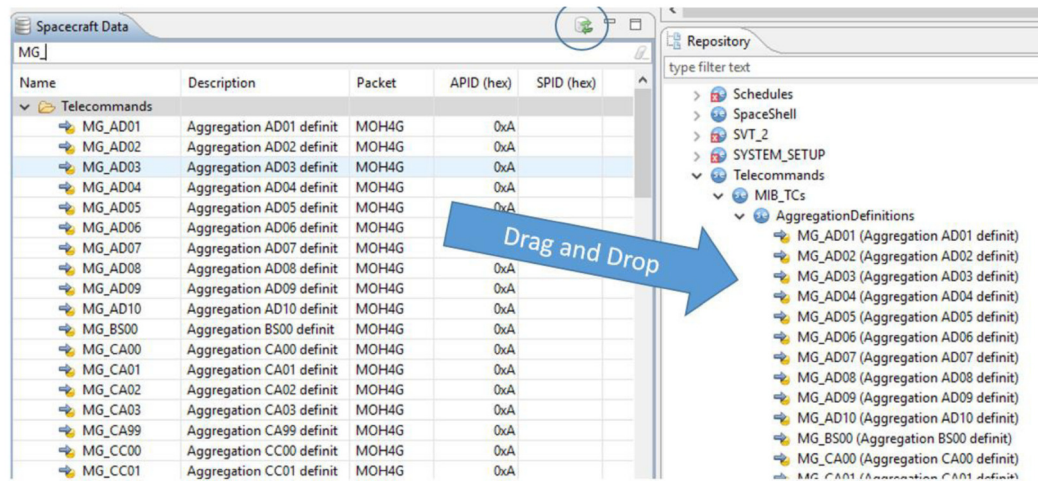 Spacecraft Data
MG_
Name Description Packet APID (hex) SPID (hex)
Telecommands
MG_AD01 Aggregation AD01 definit MOH4G 0xA
MG_AD02 Aggregation AD02 definit MOH4G 0xA
MG_AD03 Aggregation AD03 definit MOH4G 0xA
MG_AD04 Aggregation AD04 definit MOH4G 0xA
MG_AD05 Aggregation AD05 definit MOH4G 0xA
MG_AD06 Aggregation AD06 definit MOH4G
MG_AD07 Aggregation AD07 definit MOH4G
MG_AD08 Aggregation AD08 definit MOH4G 0xA
MG_AD09 Aggregation AD09 definit MOH4G 0xA
MG_AD10 Aggregation AD10 definit MOH4G 0xA
MG_BS00 Aggregation BS00 definit MOH4G 0xA
MG_CA00 Aggregation CA00 definit MOH4G 0xA
MG_CA01 Aggregation CA01 definit MOH4G 0xA
MG_CA02 Aggregation CA02 definit MOH4G 0xA
MG_CA03 Aggregation CA03 definit MOH4G 0xA
MG_CA99 Aggregation CA99 definit MOH4G 0xA
MG_CC00 Aggregation CC00 definit MOH4G 0xA
MG_CC01 Aggregation CC01 definit MOH4G 0xA
Drag and Drop
Repository
type filter text
Schedules
SpaceShell
SVT_2
SYSTEM_SETUP
Telecommands
MIB_TCs
AggregationDefinitions
MG_AD01 (Aggregation AD01 definit)
MG_AD02 (Aggregation AD02 definit)
MG_AD03 (Aggregation AD03 definit)
MG_AD04 (Aggregation AD04 definit)
MG_AD05 (Aggregation AD05 definit)
MG_AD06 (Aggregation AD06 definit)
MG_AD07 (Aggregation AD07 definit)
MG_AD08 (Aggregation AD08 definit)
MG_AD09 (Aggregation AD09 definit)
MG_AD10 (Aggregation AD10 definit)
MG_BS00 (Aggregation BS00 definit)
MG_CA00 (Aggregation CA00 definit)
MG_CA01 (Aggregation CA01 definit)